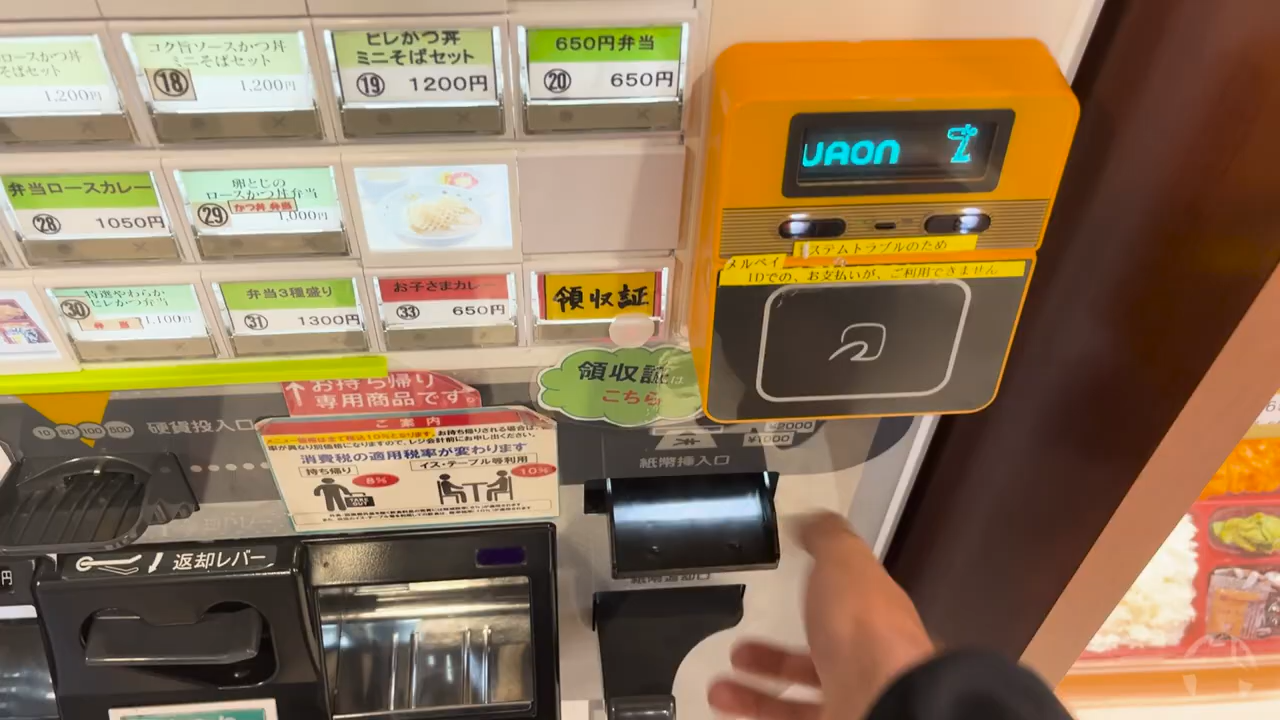 ロースかつ丼
そばセット
1,200円
コク旨ソースかつ丼
ミニそばセット
18 1,200円
ヒレかつ丼
ミニそばセット
19 1200円
650円弁当
20 650円
UAON
弁当ロースカレー
28 1050円
卵とじの
ロースかつ丼弁当
29 かつ丼 弁当 1,000円
システムトラブルのため
メルペイ
iDでの、お支払いが、ご利用できません
特選やわらか
ヒレかつ弁当
30 1,100円
弁当3種盛り
31 1300円
お子さまカレー
33 650円
領収証
領収証は
こちら
↑お持ち帰り
専用商品です。
10 50 100 500 硬貨投入口
ご案内
消費税の適用税率が変わります
持ち帰り 8%
イス・テーブル等利用 10%
TAKE OUT
¥2000
¥1000
紙幣挿入口
返却レバー
円